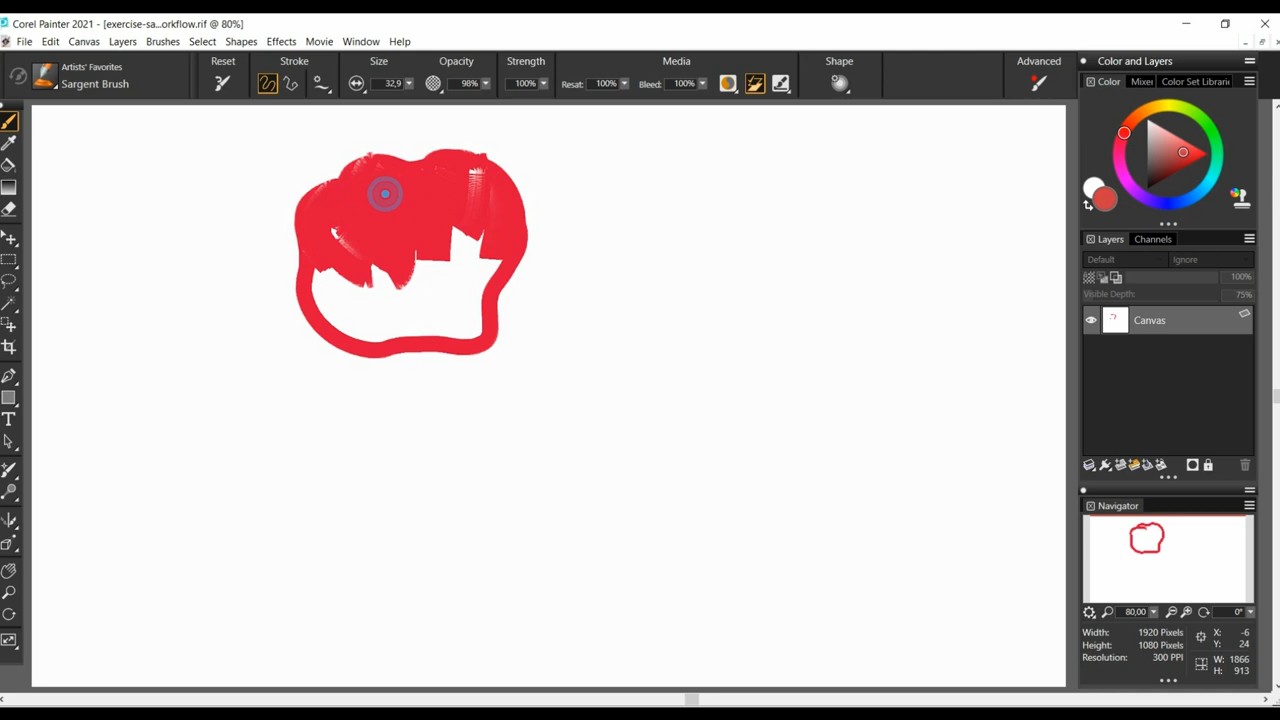 Corel Painter 2021 - [exercise-sa...orkflow.rif @ 80%]
File Edit Canvas Layers Brushes Select Shapes Effects Movie Window Help
Artists' Favorites
Sargent Brush
Reset
Stroke
Size
32,9
Opacity
98%
Strength
100%
Media
Resat: 100%
Bleed: 100%
Shape
Advanced
Color and Layers
Color Mixer Color Set Libraries
Layers Channels
Default Ignore
100%
Visible Depth: 75%
Canvas
Navigator
80,00 0°
Width: 1920 Pixels
Height: 1080 Pixels
Resolution: 300 PPI
X: -6
Y: 24
W: 1866
H: 913